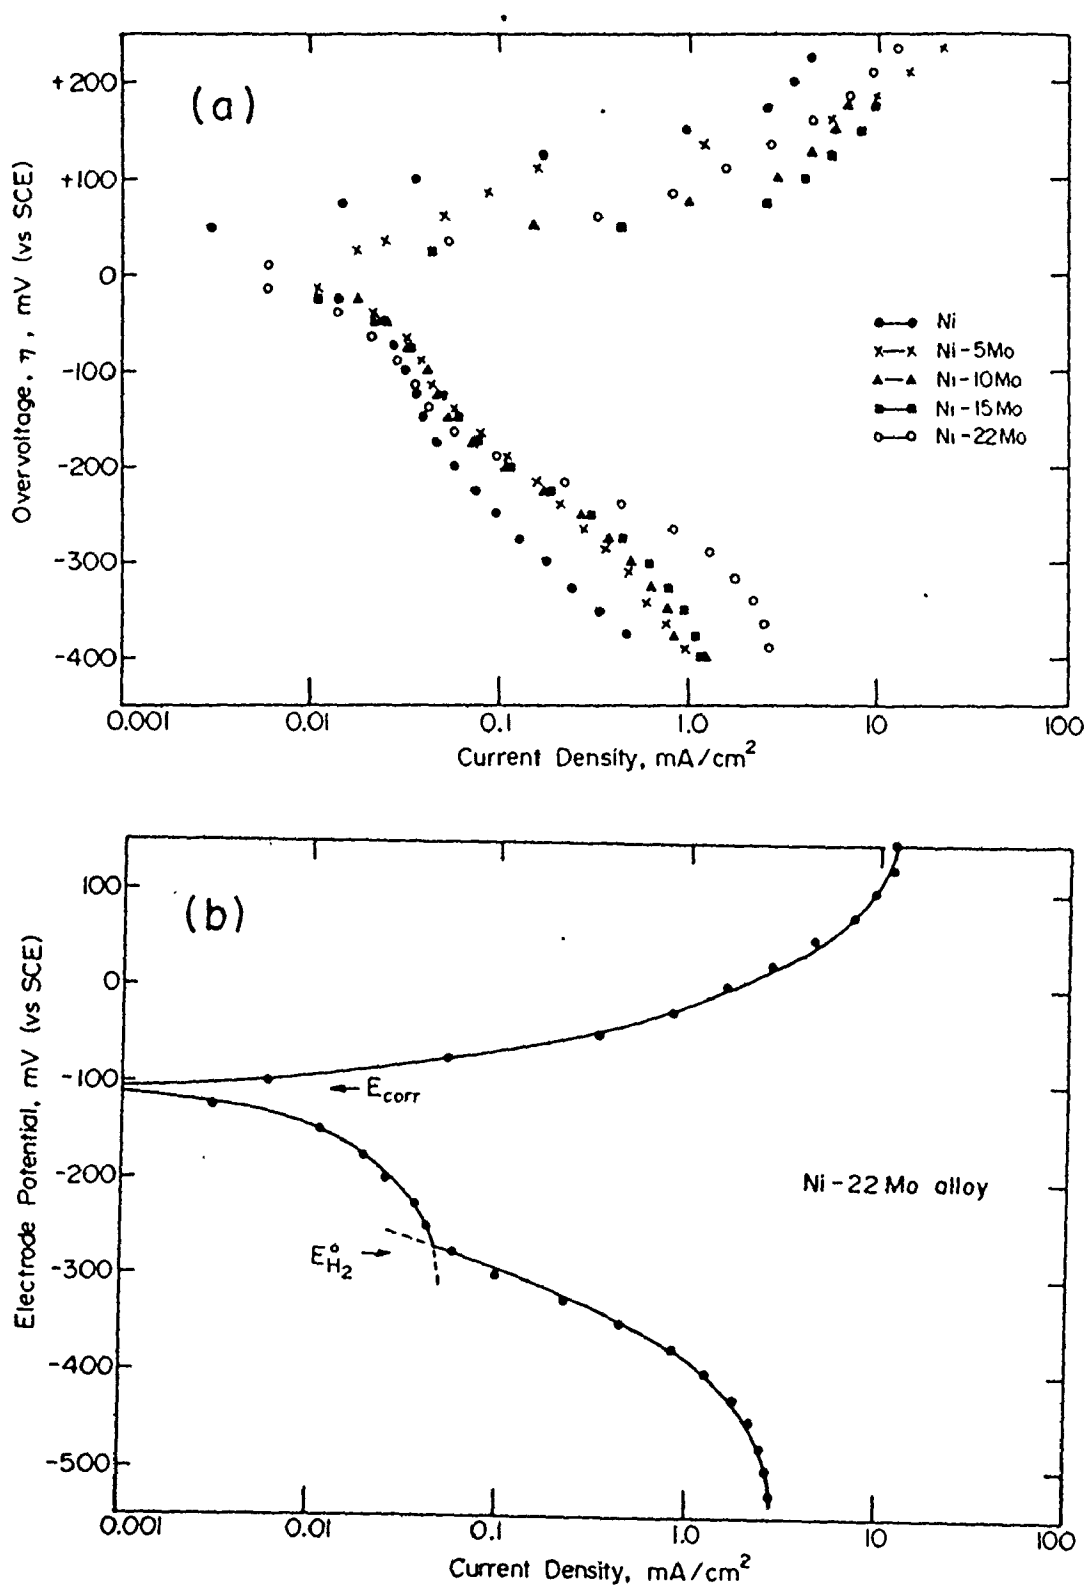 (a)
+200
+100
0
-100
-200
-300
-400
Overvoltage, η, mV (vs SCE)
Ni
Ni-5Mo
Ni-10Mo
Ni-15Mo
Ni-22Mo
0.001 0.01 0.1 1.0 10 100
Current Density, mA/cm²
(b)
100
0
-100
-200
-300
-400
-500
Electrode Potential, mV (vs SCE)
← E_corr
Ni-22Mo alloy
E°_H₂ →
0.001 0.01 0.1 1.0 10 100
Current Density, mA/cm²